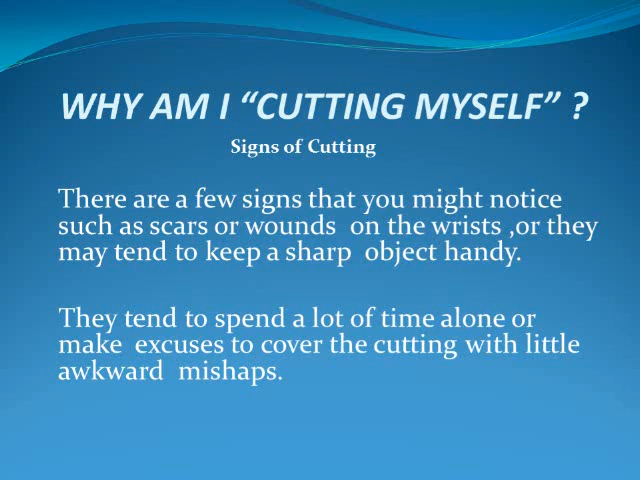 WHY AM I “CUTTING MYSELF” ?
Signs of Cutting
There are a few signs that you might notice
such as scars or wounds  on the wrists ,or they
may tend to keep a sharp  object handy.
They tend to spend a lot of time alone or
make  excuses to cover the cutting with little
awkward  mishaps.